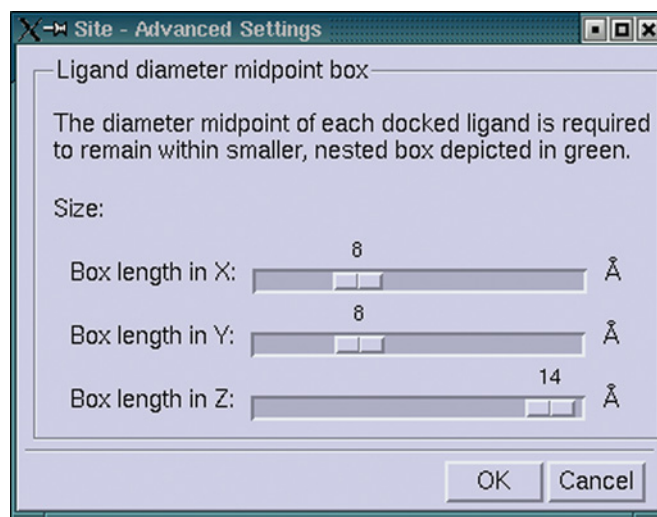 Site - Advanced Settings
Ligand diameter midpoint box
The diameter midpoint of each docked ligand is required
to remain within smaller, nested box depicted in green.
Size:
8
Box length in X: Å
8
Box length in Y: Å
14
Box length in Z: Å
OK Cancel